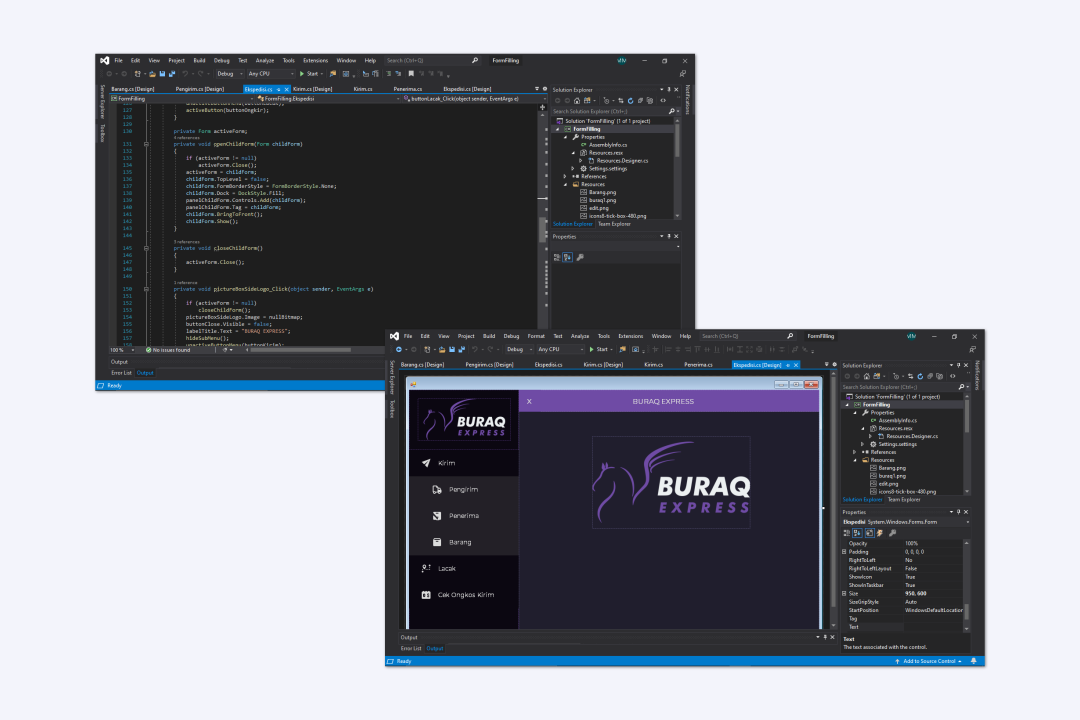 File Edit View Project Build Debug Test Analyze Tools Extensions Window Help Search (Ctrl+Q) FormFilling
Debug Any CPU Start
Barang.cs [Design] Pengirim.cs [Design] Ekspedisi.cs Kirim.cs [Design] Kirim.cs Penerima.cs Ekspedisi.cs [Design]
FormFilling FormFilling.Ekspedisi buttonLacak_Click(object sender, EventArgs e)
Server Explorer Toolbox
127 activeButton(buttonOngkir);
128 }
129
130 private Form activeForm;
4 references
131 private void ppenChildForm(Form childForm)
132 {
133 if (activeForm != null)
134 activeForm.Close();
135 activeForm = childForm;
136 childForm.TopLevel = false;
137 childForm.FormBorderStyle = FormBorderStyle.None;
138 childForm.Dock = DockStyle.Fill;
139 panelChildForm.Controls.Add(childForm);
140 panelChildForm.Tag = childForm;
141 childForm.BringToFront();
142 childForm.Show();
143 }
144
3 references
145 private void closeChildForm()
146 {
147 activeForm.Close();
148 }
149
1 reference
150 private void pictureBoxSideLogo_Click(object sender, EventArgs e)
151 {
152 if (activeForm != null)
153 closeChildForm();
154 pictureBoxSideLogo.Image = nullBitmap;
155 buttonClose.Visible = false;
156 labelTitle.Text = "BURAQ EXPRESS";
157 hideSubMenu();
158 unactiveButtonMenu(buttonKirim);
100 % No issues found
Output
Error List Output
Ready
Solution Explorer
Search Solution Explorer (Ctrl+;)
Solution 'FormFilling' (1 of 1 project)
FormFilling
Properties
AssemblyInfo.cs
Resources.resx
Resources.Designer.cs
Settings.settings
References
Resources
Barang.png
buraq1.png
edit.png
icons8-tick-box-480.png
Solution Explorer Team Explorer
Properties
Notifications
File Edit View Project Build Debug Format Test Analyze Tools Extensions Window Help Search (Ctrl+Q) FormFilling
Debug Any CPU Start
Barang.cs [Design] Pengirim.cs [Design] Ekspedisi.cs Kirim.cs [Design] Kirim.cs Penerima.cs Ekspedisi.cs [Design]
Server Explorer Toolbox
BURAQ
EXPRESS
Kirim
Pengirim
Penerima
Barang
Lacak
Cek Ongkos Kirim
X BURAQ EXPRESS
BURAQ
EXPRESS
Output
Error List Output
Ready
Add to Source Control
Solution Explorer
Search Solution Explorer (Ctrl+;)
Solution 'FormFilling' (1 of 1 project)
FormFilling
Properties
AssemblyInfo.cs
Resources.resx
Resources.Designer.cs
Settings.settings
References
Resources
Barang.png
buraq1.png
edit.png
icons8-tick-box-480.png
Solution Explorer Team Explorer
Properties
Ekspedisi System.Windows.Forms.Form
Opacity 100%
Padding 0, 0, 0, 0
RightToLeft No
RightToLeftLayout False
ShowIcon True
ShowInTaskbar True
Size 950, 600
SizeGripStyle Auto
StartPosition WindowsDefaultLocation
Tag
Text
Text
The text associated with the control.
Notifications